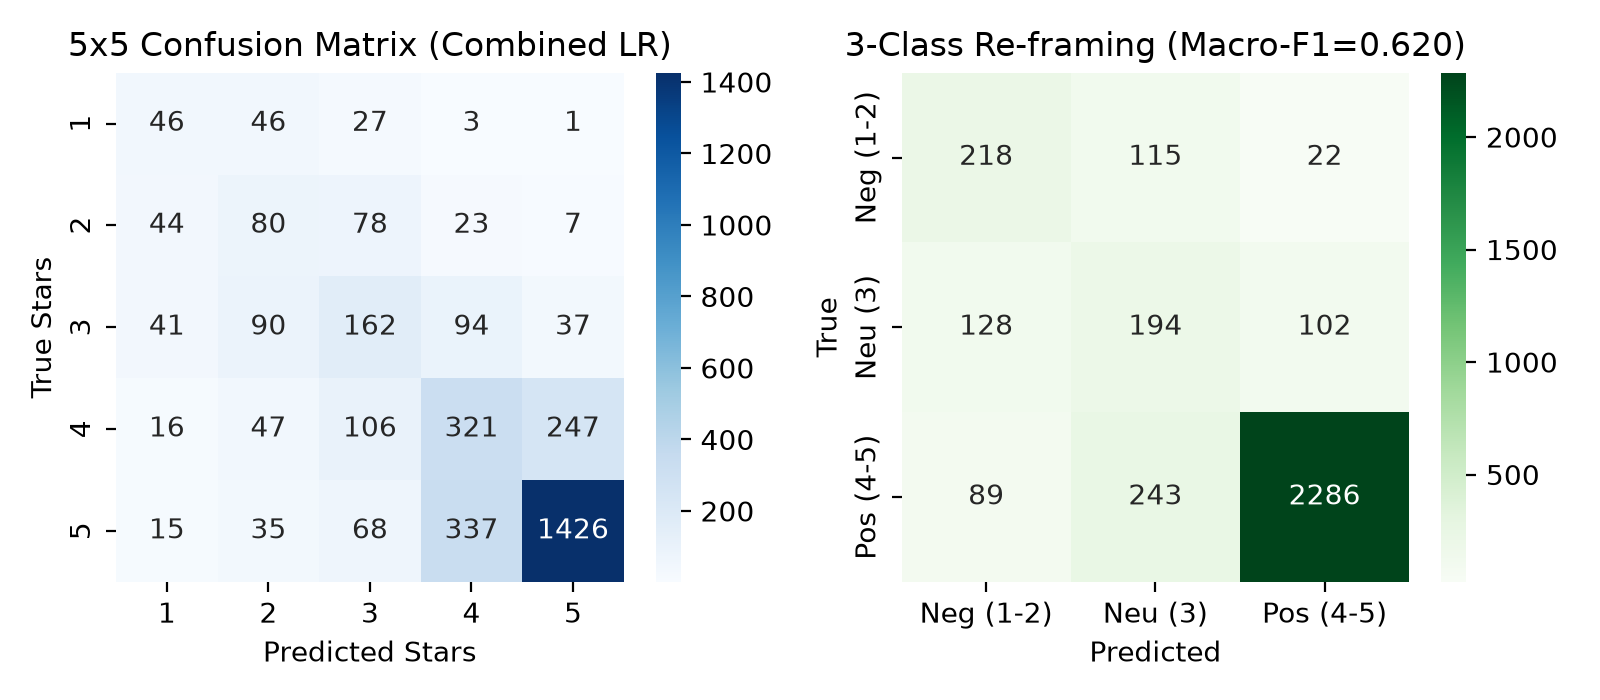 5x5 Confusion Matrix (Combined LR)
True Stars
1 46 46 27 3 1
2 44 80 78 23 7
3 41 90 162 94 37
4 16 47 106 321 247
5 15 35 68 337 1426
1 2 3 4 5
Predicted Stars
1400
1200
1000
800
600
400
200
3-Class Re-framing (Macro-F1=0.620)
True
Neg (1-2) 218 115 22
Neu (3) 128 194 102
Pos (4-5) 89 243 2286
Neg (1-2) Neu (3) Pos (4-5)
Predicted
2000
1500
1000
500